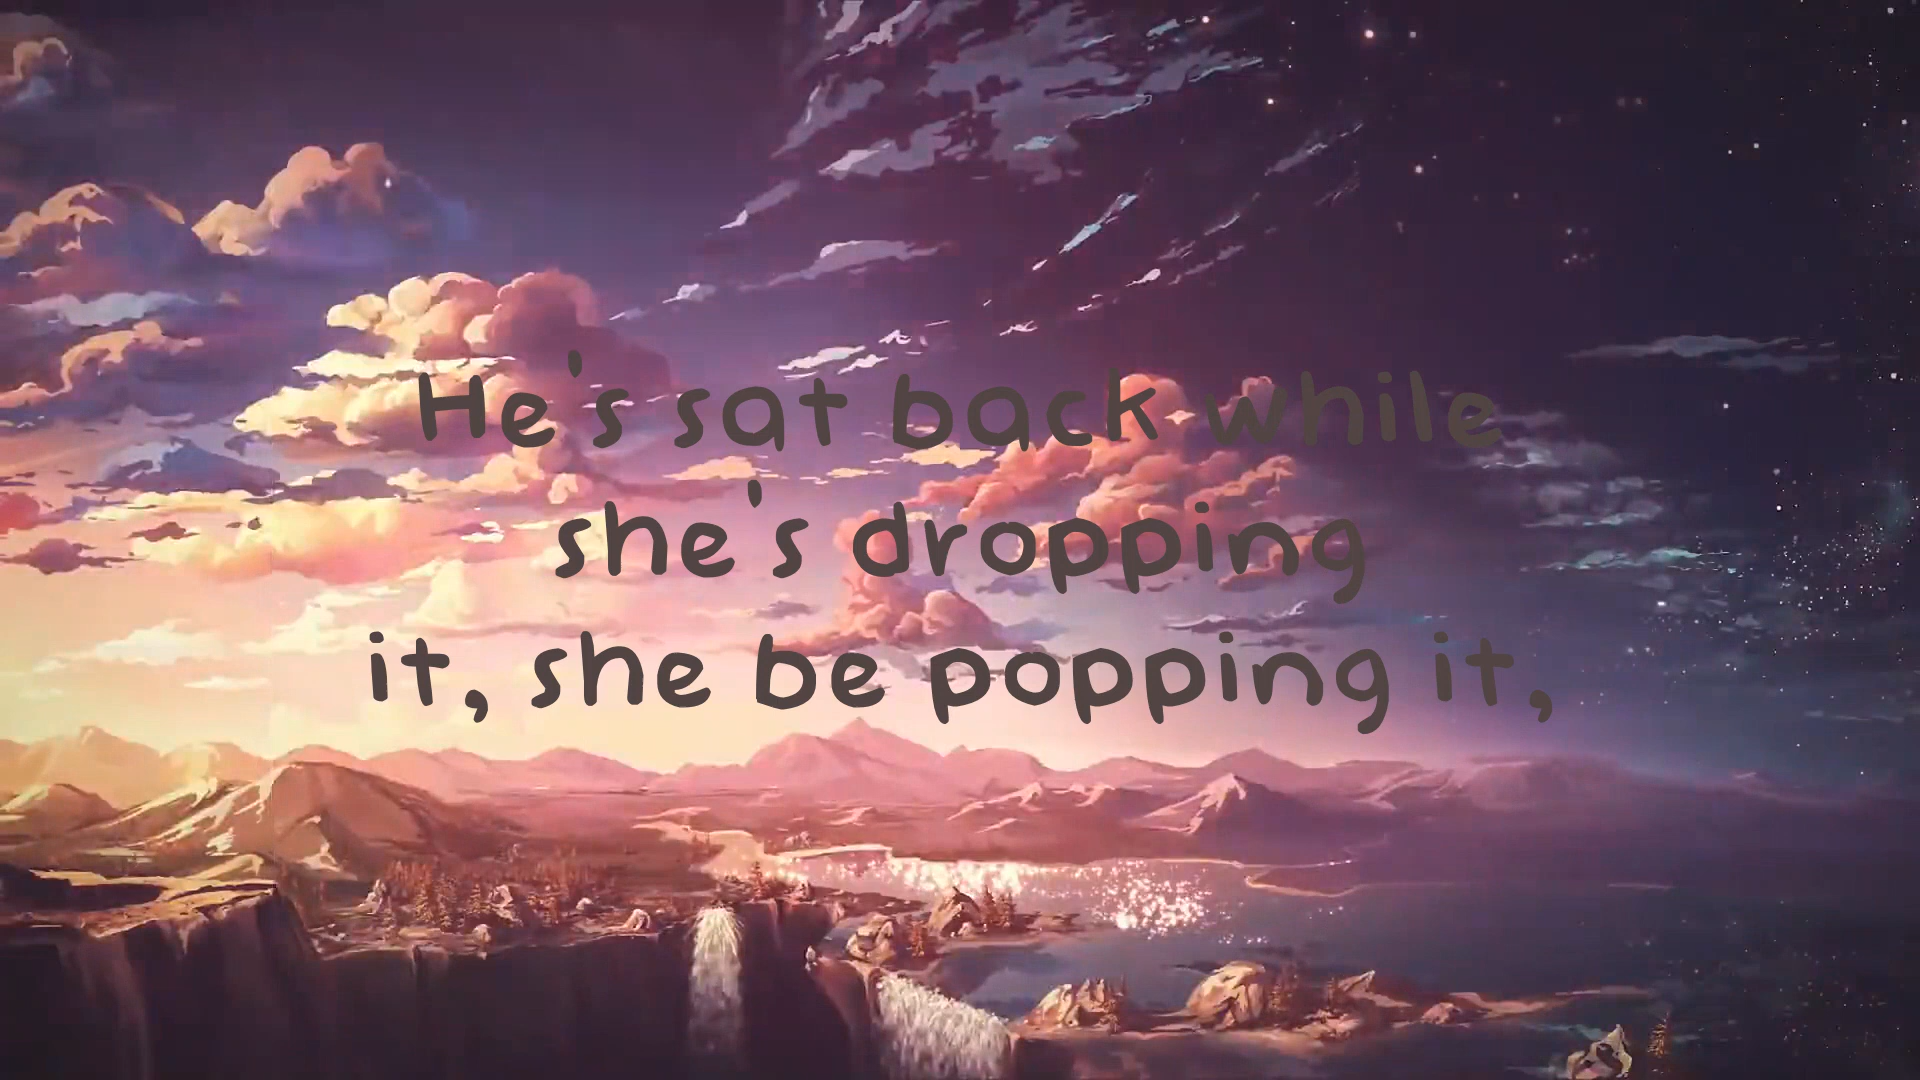 He's sat back while
she's dropping
it, she be popping it,